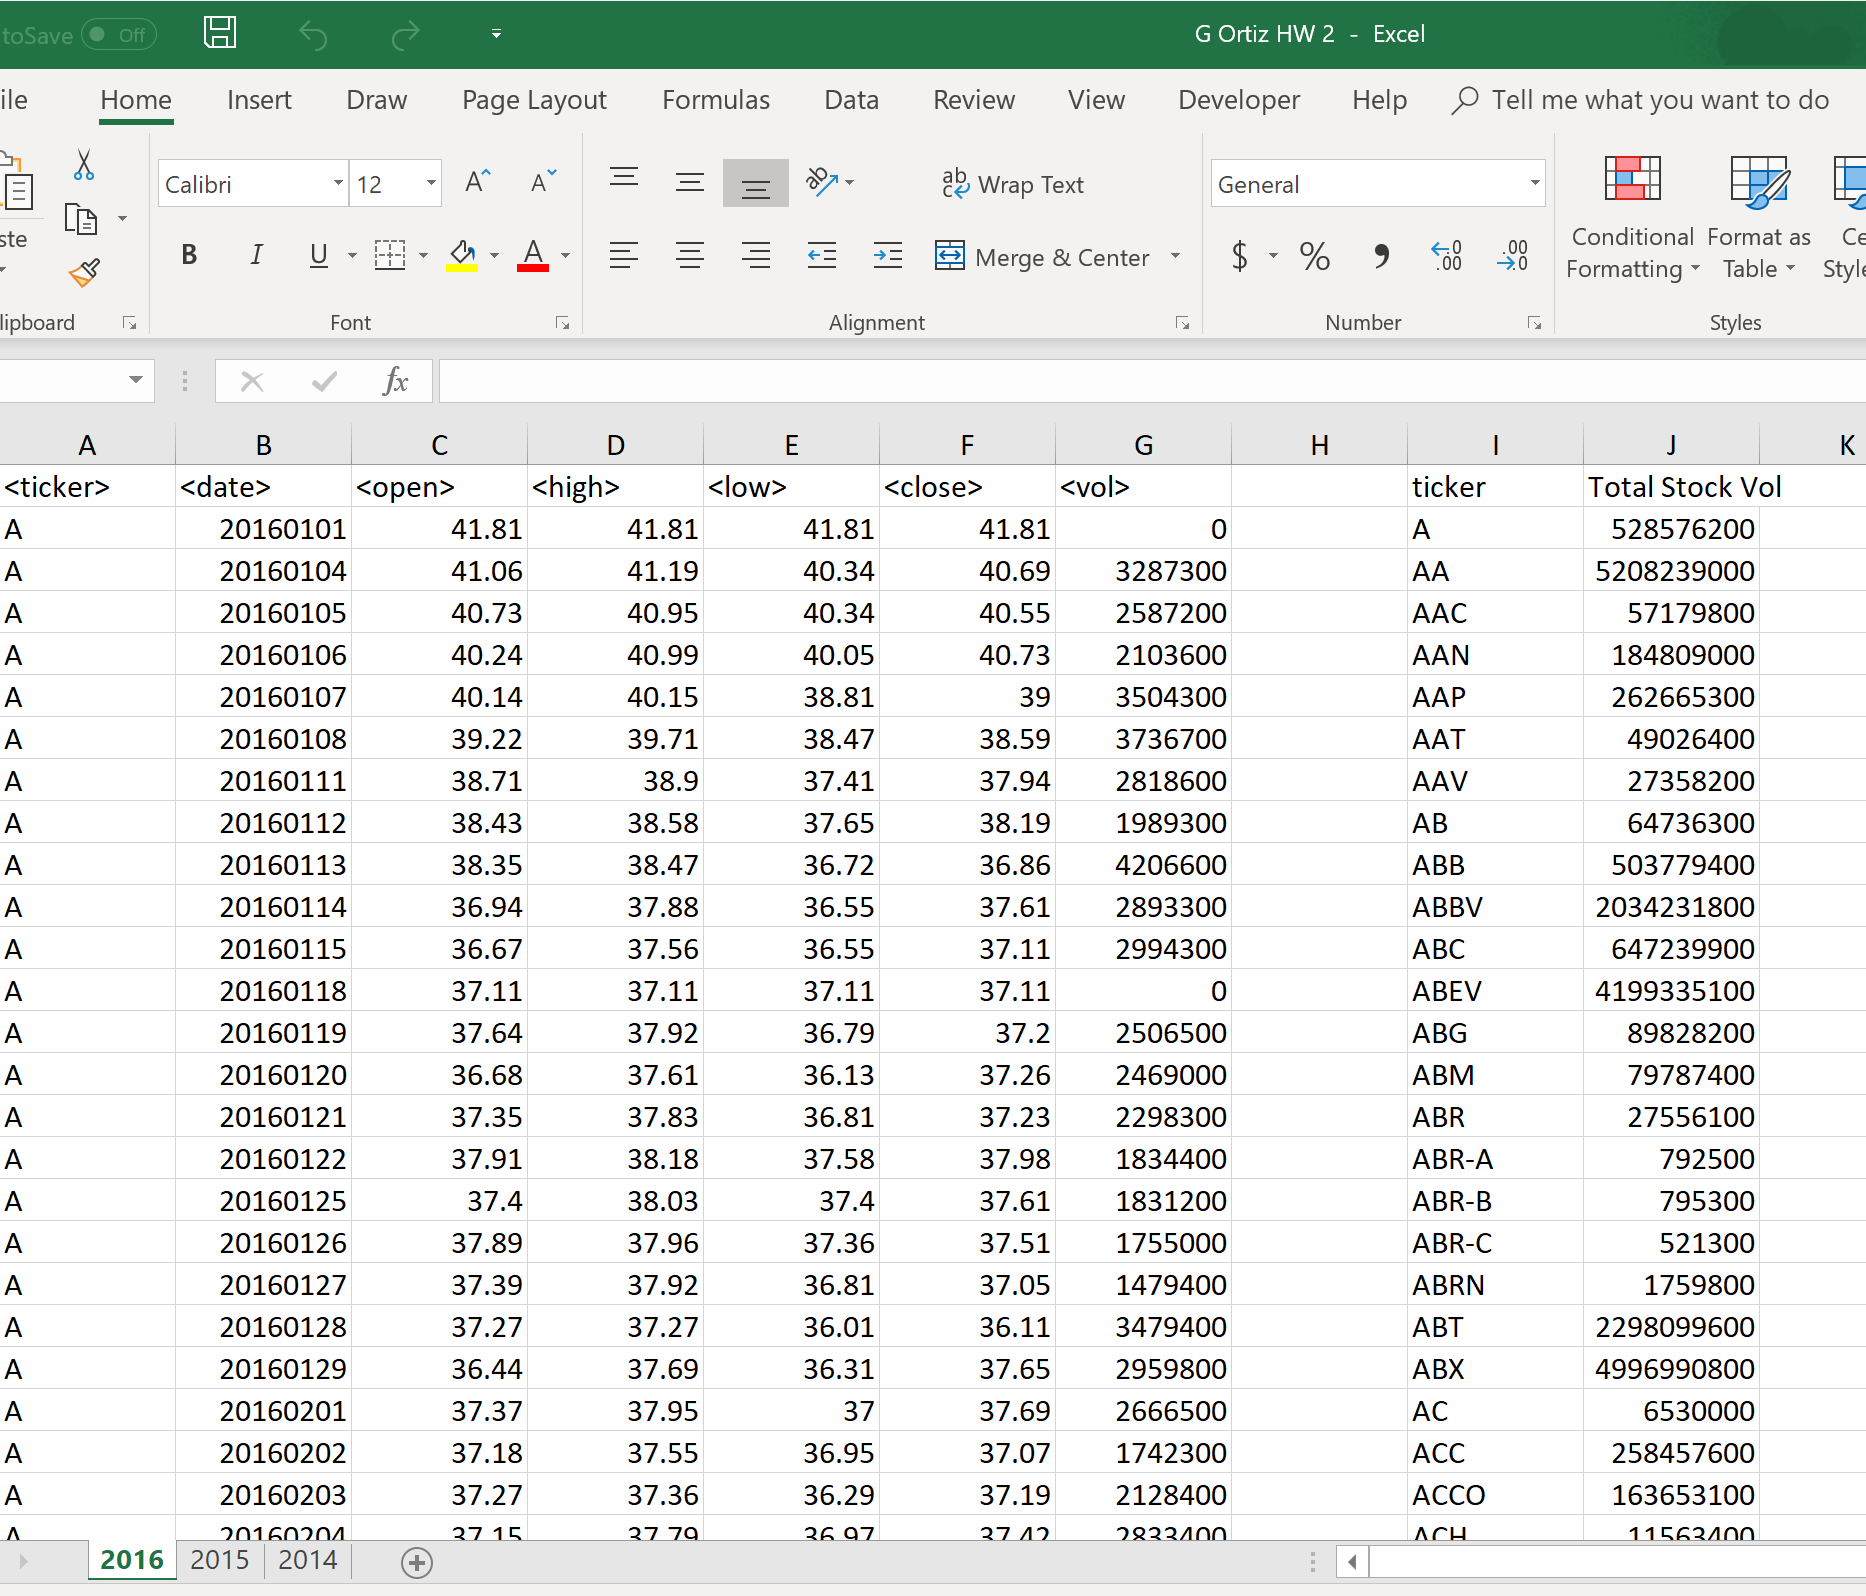 toSave Off G Ortiz HW 2 - Excel
ile Home Insert Draw Page Layout Formulas Data Review View Developer Help Tell me what you want to do
Calibri 12 A A ab Wrap Text General
ste B I U A Merge & Center $ % , .00 .00 Conditional Formatting Format as Table Ce Style
lipboard Font Alignment Number Styles
fx
A B C D E F G H I J K
<ticker> <date> <open> <high> <low> <close> <vol> ticker Total Stock Vol
A 20160101 41.81 41.81 41.81 41.81 0 A 528576200
A 20160104 41.06 41.19 40.34 40.69 3287300 AA 5208239000
A 20160105 40.73 40.95 40.34 40.55 2587200 AAC 57179800
A 20160106 40.24 40.99 40.05 40.73 2103600 AAN 184809000
A 20160107 40.14 40.15 38.81 39 3504300 AAP 262665300
A 20160108 39.22 39.71 38.47 38.59 3736700 AAT 49026400
A 20160111 38.71 38.9 37.41 37.94 2818600 AAV 27358200
A 20160112 38.43 38.58 37.65 38.19 1989300 AB 64736300
A 20160113 38.35 38.47 36.72 36.86 4206600 ABB 503779400
A 20160114 36.94 37.88 36.55 37.61 2893300 ABBV 2034231800
A 20160115 36.67 37.56 36.55 37.11 2994300 ABC 647239900
A 20160118 37.11 37.11 37.11 37.11 0 ABEV 4199335100
A 20160119 37.64 37.92 36.79 37.2 2506500 ABG 89828200
A 20160120 36.68 37.61 36.13 37.26 2469000 ABM 79787400
A 20160121 37.35 37.83 36.81 37.23 2298300 ABR 27556100
A 20160122 37.91 38.18 37.58 37.98 1834400 ABR-A 792500
A 20160125 37.4 38.03 37.4 37.61 1831200 ABR-B 795300
A 20160126 37.89 37.96 37.36 37.51 1755000 ABR-C 521300
A 20160127 37.39 37.92 36.81 37.05 1479400 ABRN 1759800
A 20160128 37.27 37.27 36.01 36.11 3479400 ABT 2298099600
A 20160129 36.44 37.69 36.31 37.65 2959800 ABX 4996990800
A 20160201 37.37 37.95 37 37.69 2666500 AC 6530000
A 20160202 37.18 37.55 36.95 37.07 1742300 ACC 258457600
A 20160203 37.27 37.36 36.29 37.19 2128400 ACCO 163653100
A 20160204 37.15 37.79 36.97 37.42 2833400 ACH 11563400
2016 2015 2014